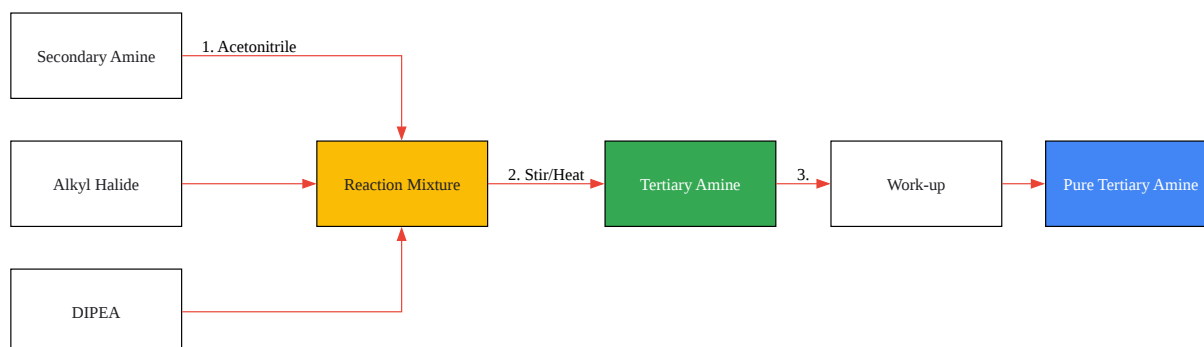 Secondary Amine
1. Acetonitrile
Alkyl Halide
Reaction Mixture
2. Stir/Heat
Tertiary Amine
3.
Work-up
Pure Tertiary Amine
DIPEA